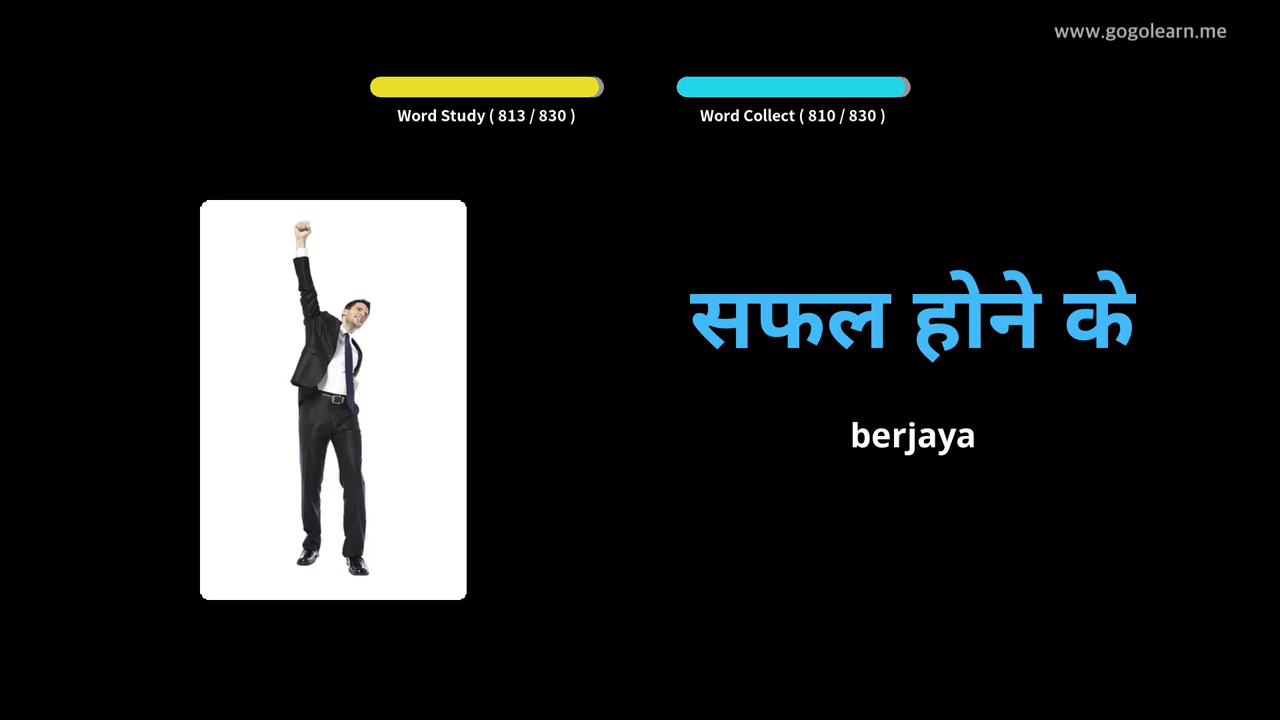 www.gogolearn.me
Word Study ( 813 / 830 )
Word Collect ( 810 / 830 )
सफल होने के
berjaya